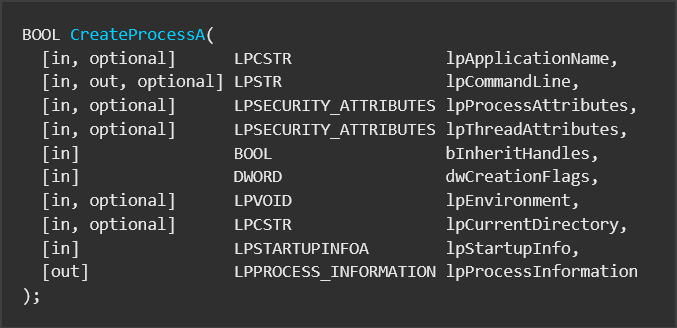 BOOL CreateProcessA(
  [in, optional]      LPCSTR                lpApplicationName,
  [in, out, optional] LPSTR                 lpCommandLine,
  [in, optional]      LPSECURITY_ATTRIBUTES lpProcessAttributes,
  [in, optional]      LPSECURITY_ATTRIBUTES lpThreadAttributes,
  [in]                BOOL                  bInheritHandles,
  [in]                DWORD                 dwCreationFlags,
  [in, optional]      LPVOID                lpEnvironment,
  [in, optional]      LPCSTR                lpCurrentDirectory,
  [in]                LPSTARTUPINFOA        lpStartupInfo,
  [out]               LPPROCESS_INFORMATION lpProcessInformation
);